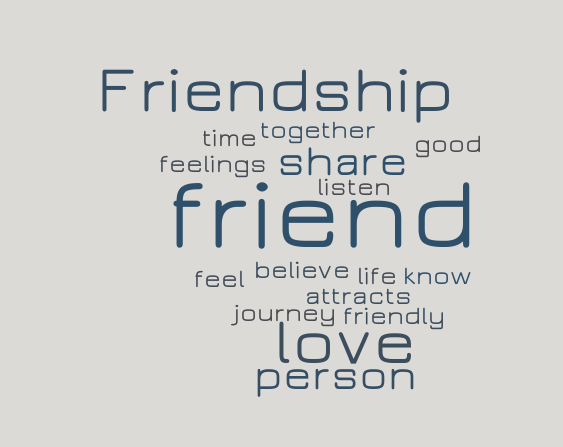 Friendship
time together good
feelings share
listen
friend
feel believe life know
attracts
journey friendly
love
person